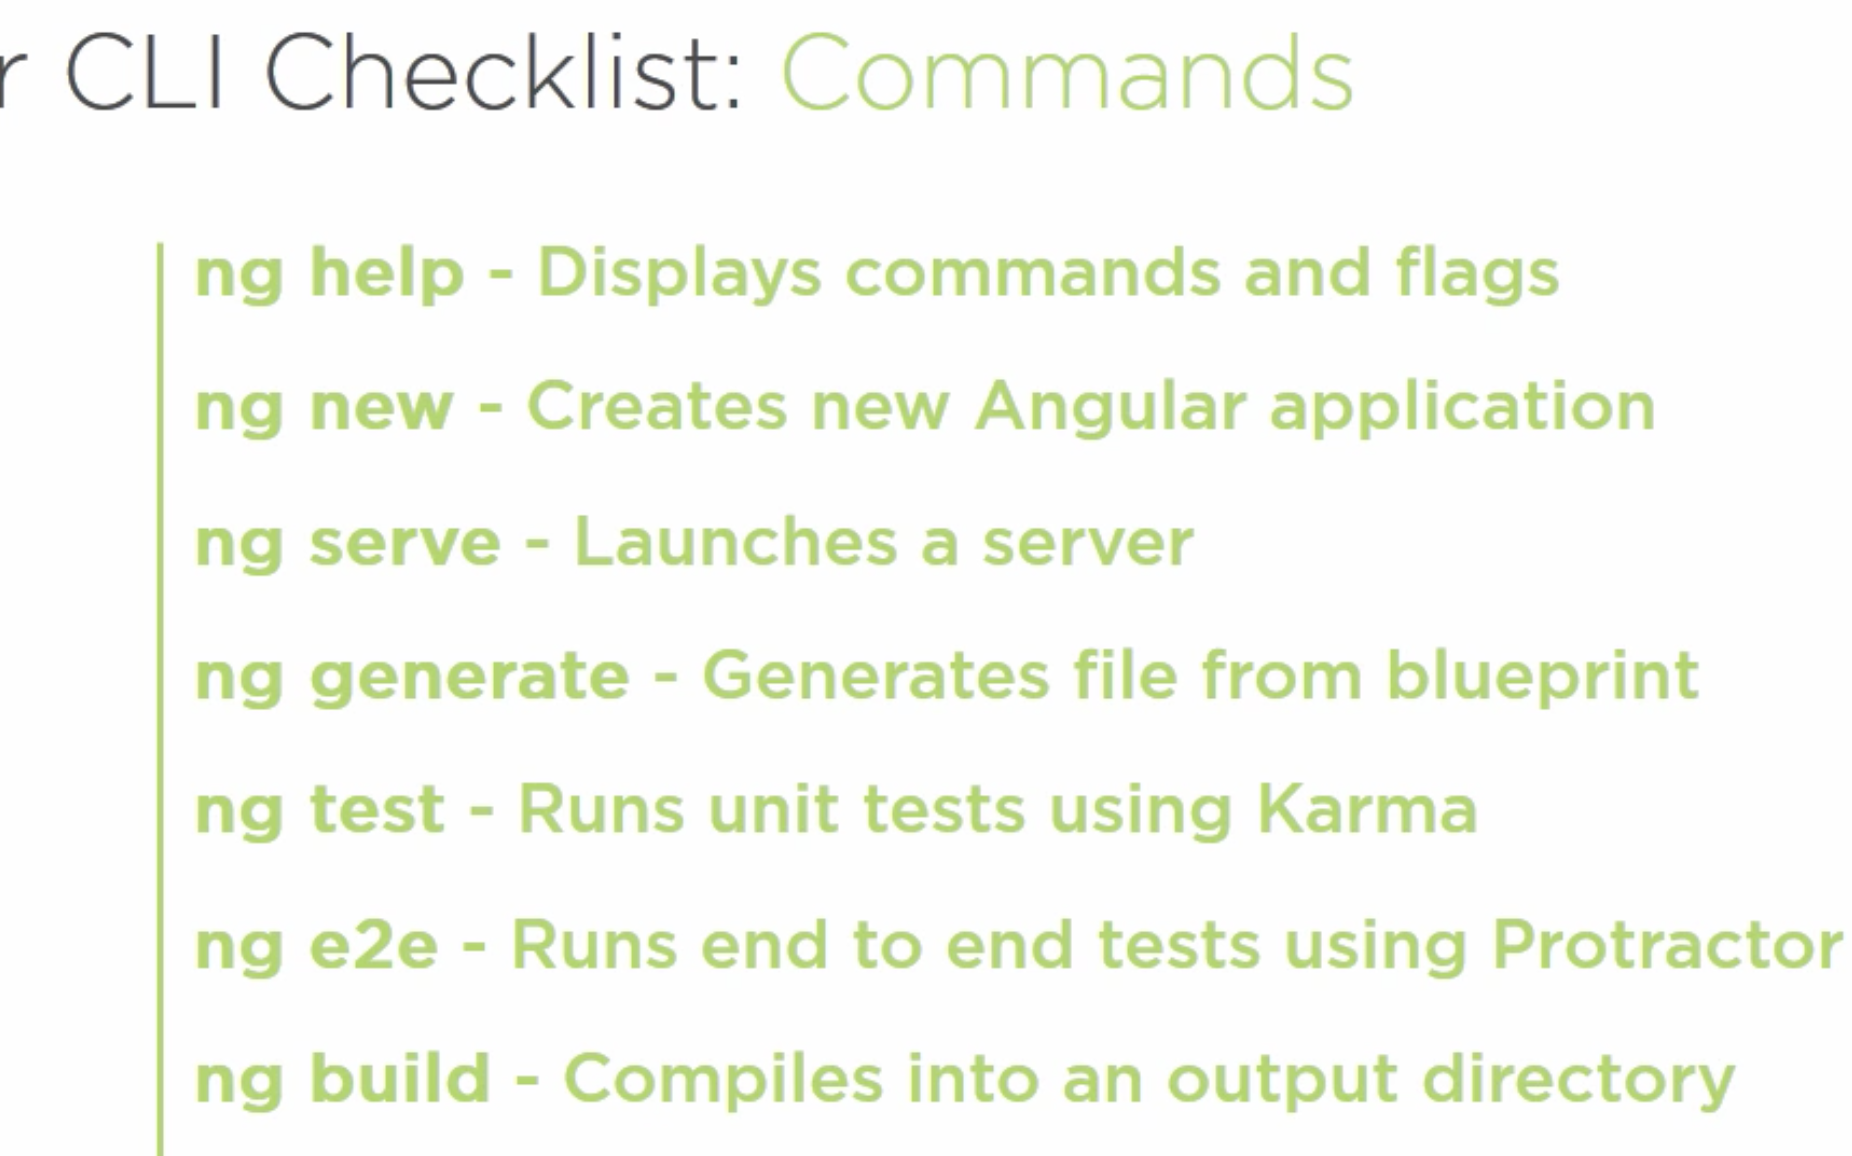 r CLI Checklist: Commands
ng help - Displays commands and flags
ng new - Creates new Angular application
ng serve - Launches a server
ng generate - Generates file from blueprint
ng test - Runs unit tests using Karma
ng e2e - Runs end to end tests using Protractor
ng build - Compiles into an output directory